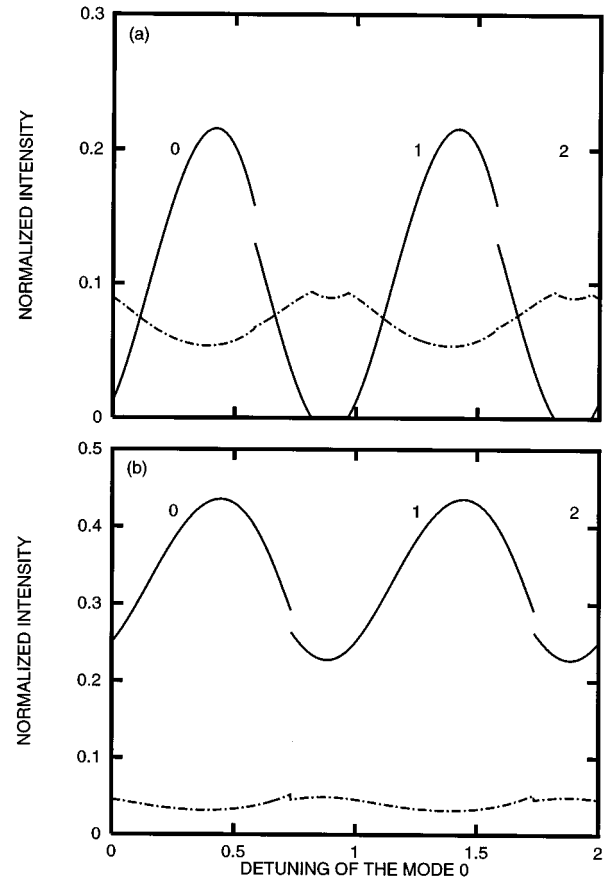 (a)
0.3
0.2
0.1
0
0 1 2
NORMALIZED INTENSITY
(b)
0.5
0.4
0.3
0.2
0.1
0
0 1 2
NORMALIZED INTENSITY
0 0.5 1 1.5 2
DETUNING OF THE MODE 0